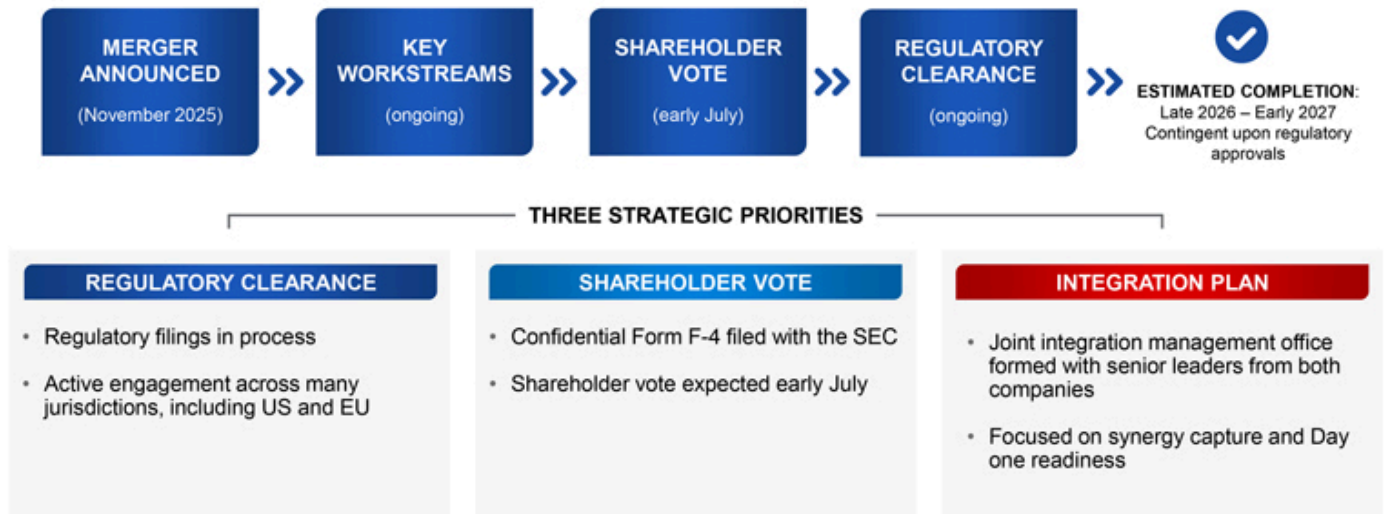 MERGER
ANNOUNCED
(November 2025)
KEY
WORKSTREAMS
(ongoing)
SHAREHOLDER
VOTE
(early July)
REGULATORY
CLEARANCE
(ongoing)
ESTIMATED COMPLETION:
Late 2026 – Early 2027
Contingent upon regulatory
approvals
THREE STRATEGIC PRIORITIES
REGULATORY CLEARANCE
• Regulatory filings in process
• Active engagement across many
jurisdictions, including US and EU
SHAREHOLDER VOTE
• Confidential Form F-4 filed with the SEC
• Shareholder vote expected early July
INTEGRATION PLAN
• Joint integration management office
formed with senior leaders from both
companies
• Focused on synergy capture and Day
one readiness